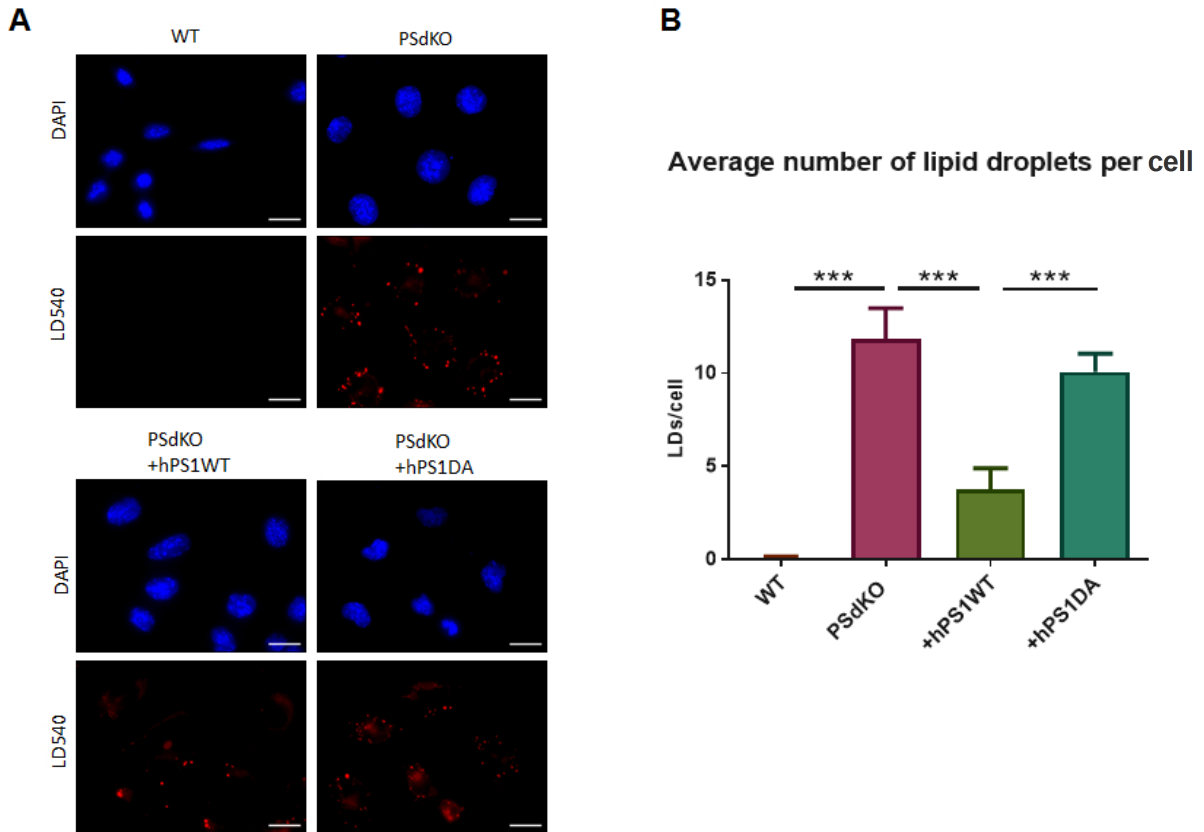 A
WT
PSdKO
DAPI
LD540
PSdKO
+hPS1WT
PSdKO
+hPS1DA
DAPI
LD540
B
Average number of lipid droplets per cell
***
***
***
15
10
5
0
LDs/cell
WT
PSdKO
+hPS1WT
+hPS1DA